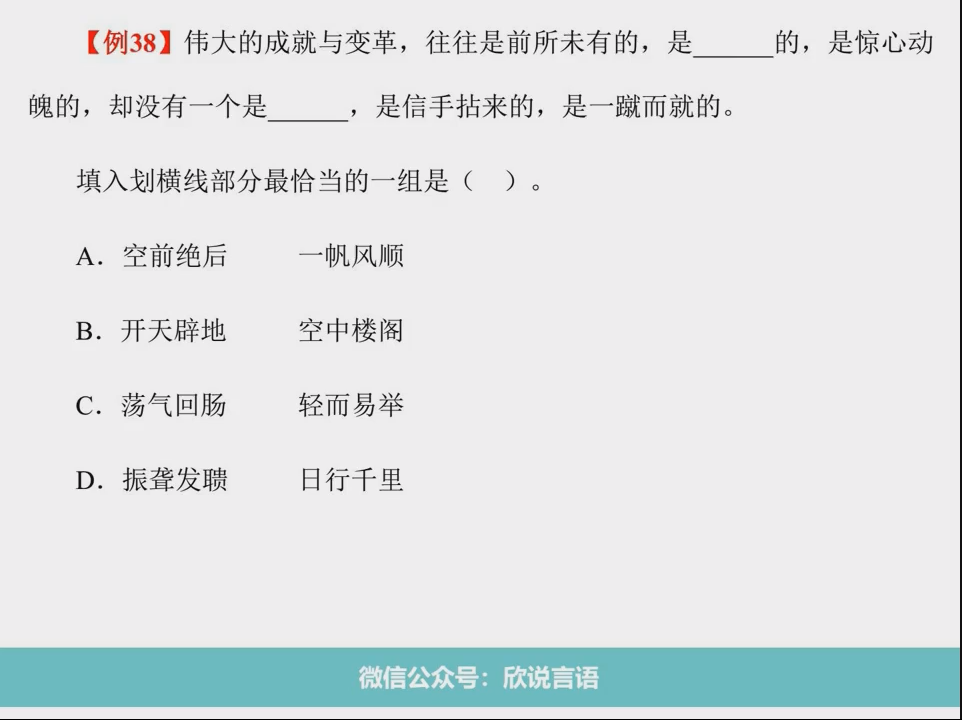 【例38】伟大的成就与变革，往往是前所未有的，是______的，是惊心动
魄的，却没有一个是______，是信手拈来的，是一蹴而就的。
填入划横线部分最恰当的一组是（　）。
A．空前绝后　　一帆风顺
B．开天辟地　　空中楼阁
C．荡气回肠　　轻而易举
D．振聋发聩　　日行千里
微信公众号：欣说言语